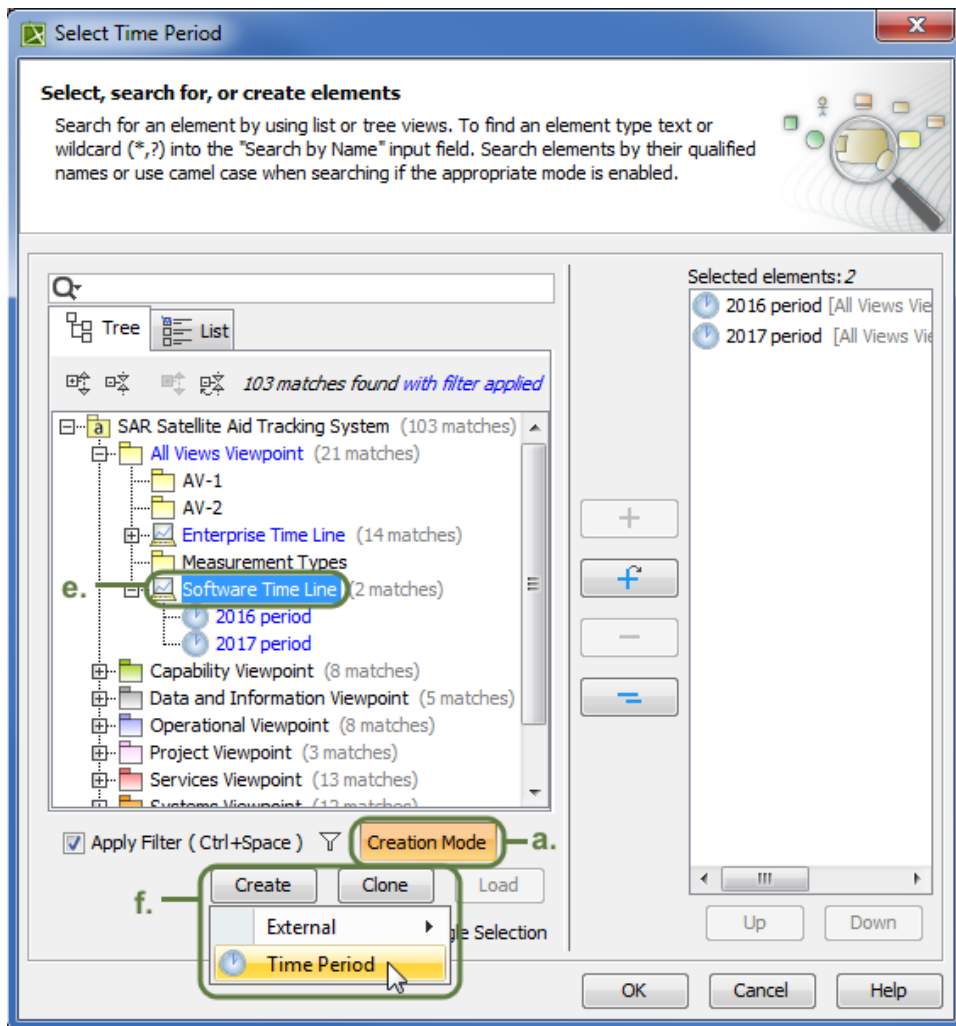 Select Time Period
Select, search for, or create elements
Search for an element by using list or tree views. To find an element type text or
wildcard (*,?) into the "Search by Name" input field. Search elements by their qualified
names or use camel case when searching if the appropriate mode is enabled.
Tree
List
103 matches found with filter applied
a SAR Satellite Aid Tracking System (103 matches)
All Views Viewpoint (21 matches)
AV-1
AV-2
Enterprise Time Line (14 matches)
Measurement Types
e. Software Time Line (2 matches)
2016 period
2017 period
Capability Viewpoint (8 matches)
Data and Information Viewpoint (5 matches)
Operational Viewpoint (8 matches)
Project Viewpoint (3 matches)
Services Viewpoint (13 matches)
Systems Viewpoint (12 matches)
Apply Filter ( Ctrl+Space ) Creation Mode a.
f. Create Clone Load
External
Selection
Time Period
Selected elements: 2
2016 period [All Views Vie
2017 period [All Views Vie
Up Down
OK Cancel Help